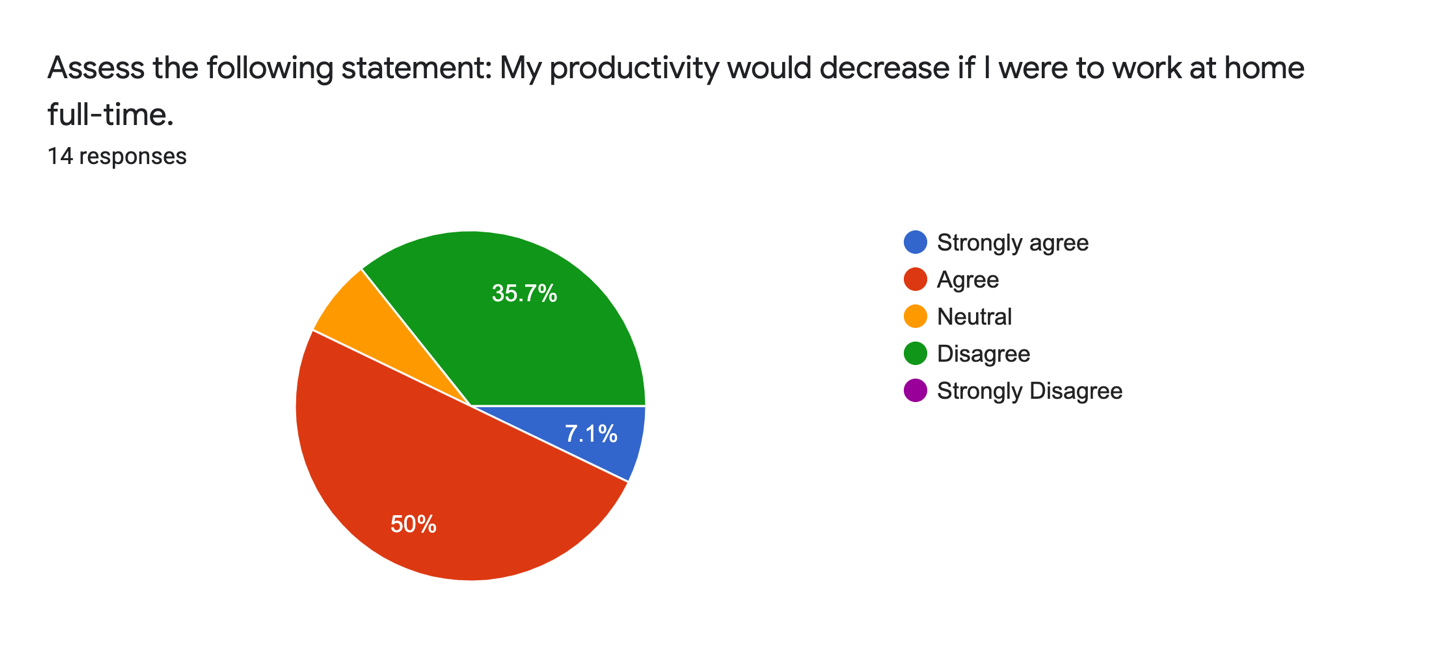 Assess the following statement: My productivity would decrease if I were to work at home
full-time.
14 responses
35.7%
7.1%
50%
Strongly agree
Agree
Neutral
Disagree
Strongly Disagree